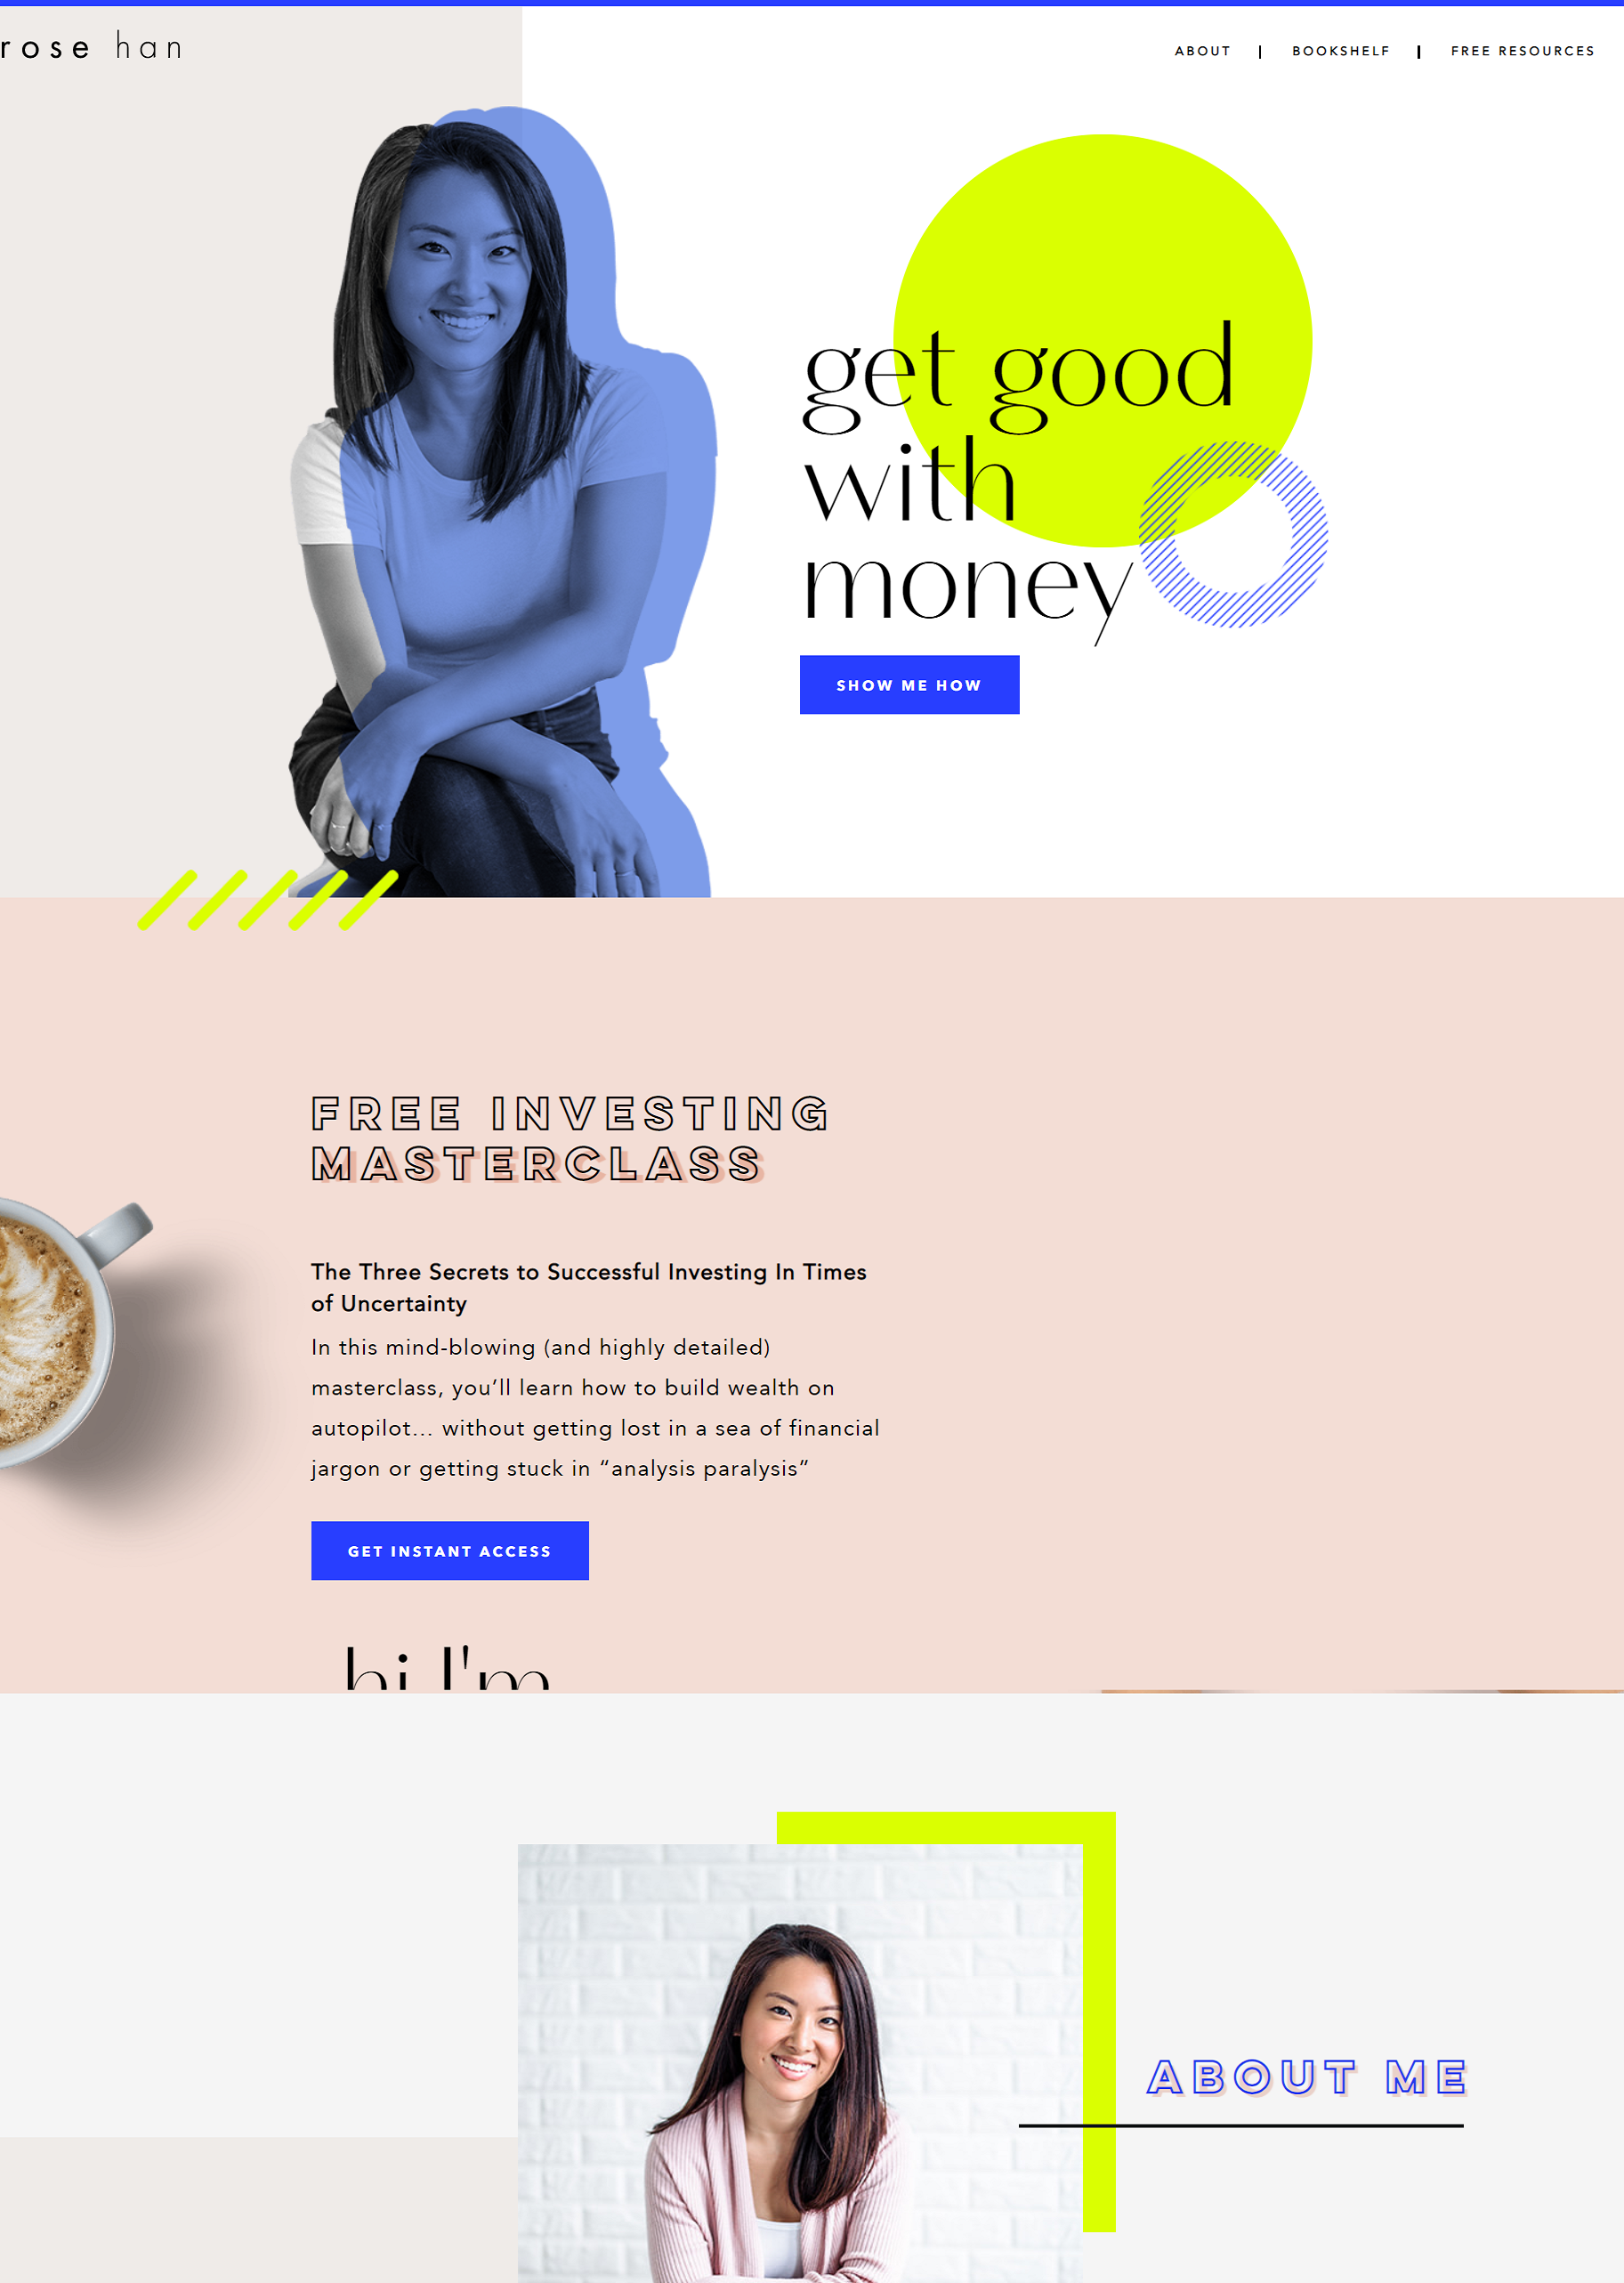 rose han
ABOUT | BOOKSHELF | FREE RESOURCES
get good
with
money
SHOW ME HOW
FREE INVESTING
MASTERCLASS
The Three Secrets to Successful Investing In Times
of Uncertainty
In this mind-blowing (and highly detailed)
masterclass, you’ll learn how to build wealth on
autopilot… without getting lost in a sea of financial
jargon or getting stuck in “analysis paralysis”
GET INSTANT ACCESS
hi I'm
ABOUT ME